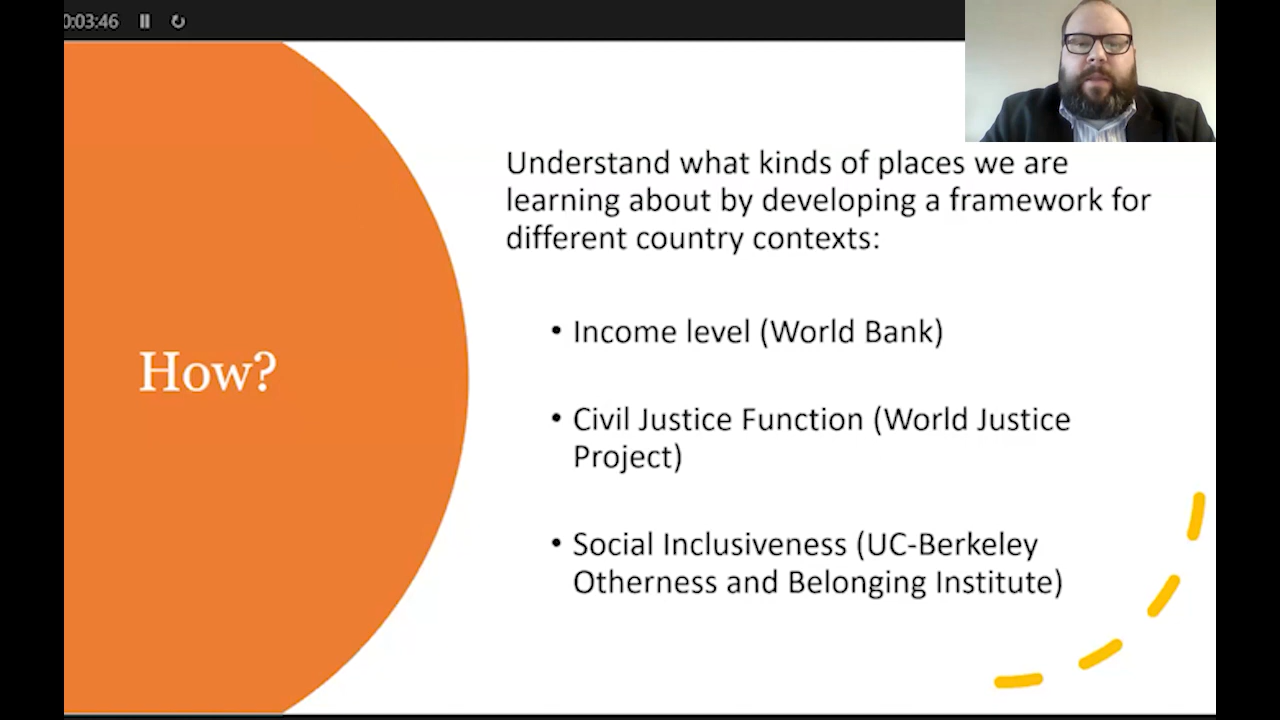 0:03:46
Understand what kinds of places we are
learning about by developing a framework for
different country contexts:
How?
• Income level (World Bank)
• Civil Justice Function (World Justice
Project)
• Social Inclusiveness (UC-Berkeley
Otherness and Belonging Institute)